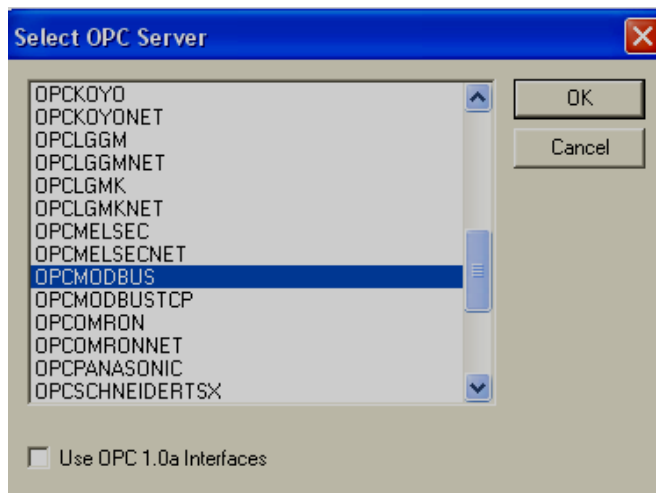 Select OPC Server
OPCKOYO
OPCKOYONET
OPCLGGM
OPCLGGMNET
OPCLGMK
OPCLGMKNET
OPCMELSEC
OPCMELSECNET
OPCMODBUS
OPCMODBUSTCP
OPCOMRON
OPCOMRONNET
OPCPANASONIC
OPCSCHNEIDERTSX
OK
Cancel
Use OPC 1.0a Interfaces